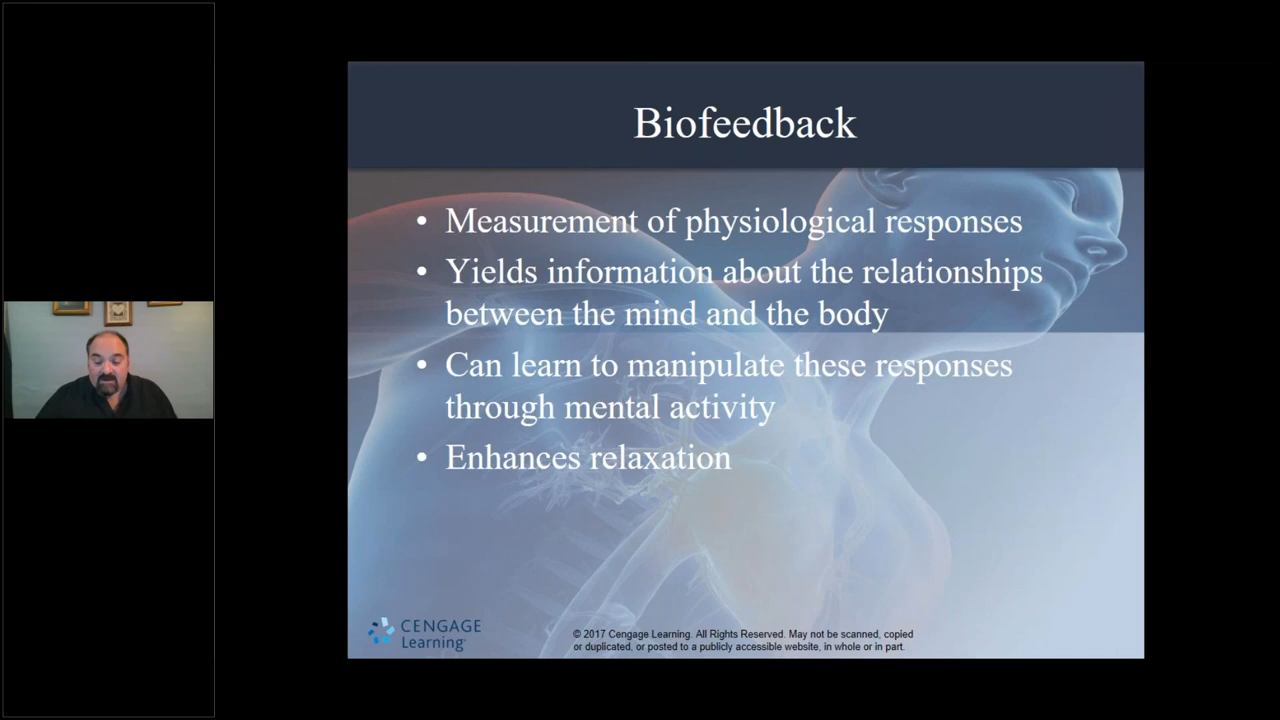 Biofeedback
• Measurement of physiological responses
• Yields information about the relationships
between the mind and the body
• Can learn to manipulate these responses
through mental activity
• Enhances relaxation
CENGAGE
Learning
© 2017 Cengage Learning. All Rights Reserved. May not be scanned, copied
or duplicated, or posted to a publicly accessible website, in whole or in part.